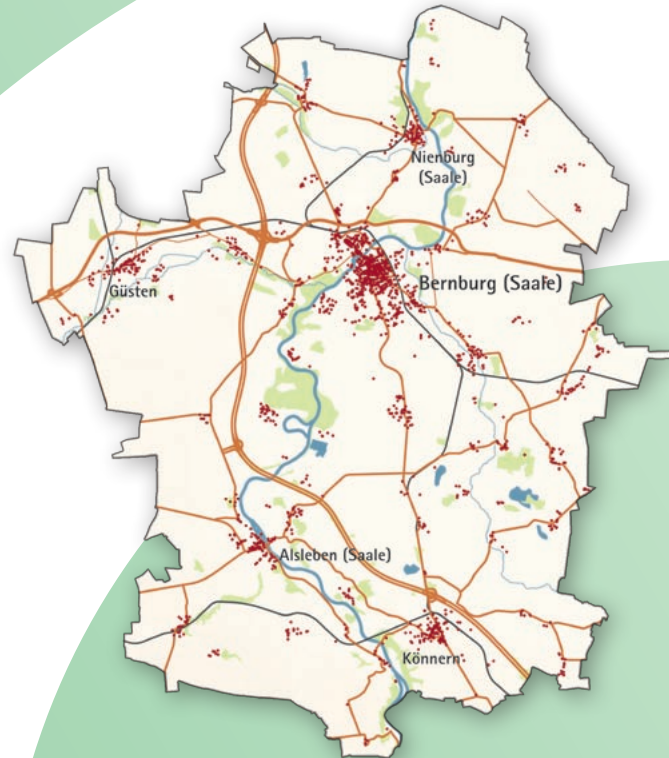 Nienburg
(Saale)
Güsten
Bernburg (Saale)
Alsleben (Saale)
Könnern